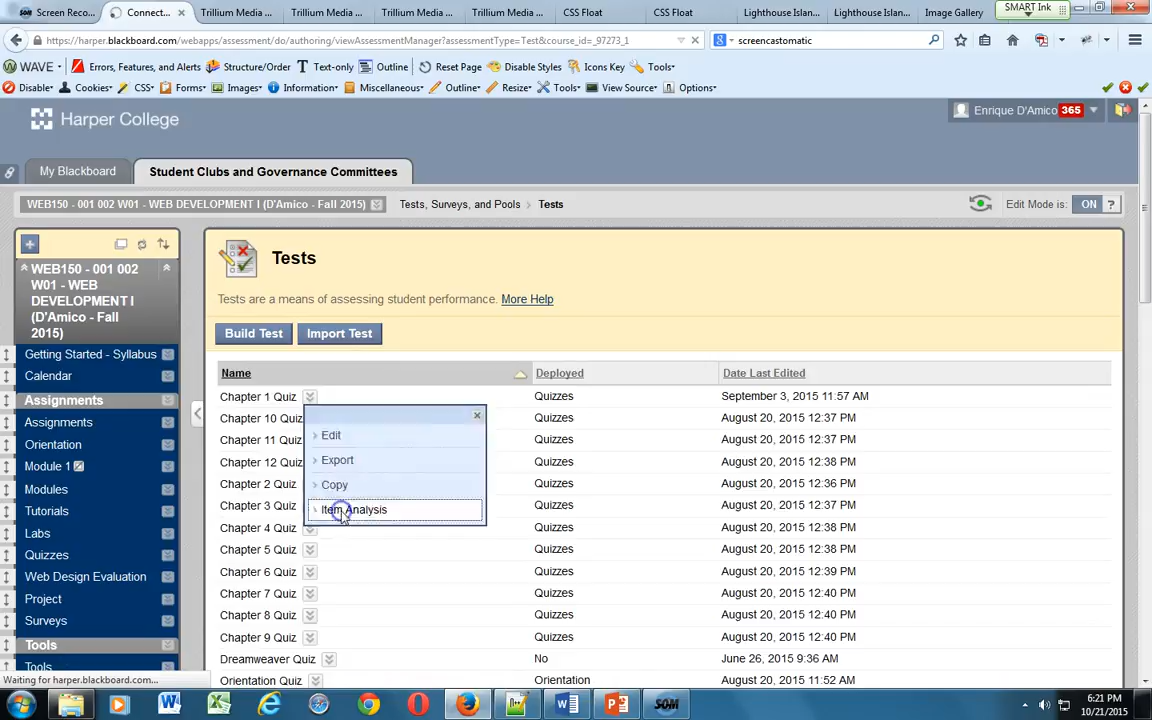 Screen Reco...
Connect...
Trillium Media ...
Trillium Media ...
Trillium Media ...
Trillium Media ...
CSS Float
CSS Float
Lighthouse Islan...
Lighthouse Islan...
Image Gallery
SMART Ink
https://harper.blackboard.com/webapps/assessment/do/authoring/viewAssessmentManager?assessmentType=Test&course_id=_97273_1
screencastomatic
WAVE
Errors, Features, and Alerts
Structure/Order
Text-only
Outline
Reset Page
Disable Styles
Icons Key
Tools
Disable
Cookies
CSS
Forms
Images
Information
Miscellaneous
Outline
Resize
Tools
View Source
Options
Harper College
Enrique D'Amico 365
My Blackboard
Student Clubs and Governance Committees
WEB150 - 001 002 W01 - WEB DEVELOPMENT I (D'Amico - Fall 2015)
Tests, Surveys, and Pools
Tests
Edit Mode is: ON ?
WEB150 - 001 002
W01 - WEB
DEVELOPMENT I
(D'Amico - Fall
2015)
Getting Started - Syllabus
Calendar
Assignments
Assignments
Orientation
Module 1
Modules
Tutorials
Labs
Quizzes
Web Design Evaluation
Project
Surveys
Tools
Tools
Tests
Tests are a means of assessing student performance. More Help
Build Test
Import Test
Name Deployed Date Last Edited
Chapter 1 Quiz Quizzes September 3, 2015 11:57 AM
Chapter 10 Quiz Quizzes August 20, 2015 12:37 PM
Chapter 11 Quiz Quizzes August 20, 2015 12:37 PM
Chapter 12 Quiz Quizzes August 20, 2015 12:38 PM
Chapter 2 Quiz Quizzes August 20, 2015 12:36 PM
Chapter 3 Quiz Quizzes August 20, 2015 12:37 PM
Chapter 4 Quiz Quizzes August 20, 2015 12:38 PM
Chapter 5 Quiz Quizzes August 20, 2015 12:38 PM
Chapter 6 Quiz Quizzes August 20, 2015 12:39 PM
Chapter 7 Quiz Quizzes August 20, 2015 12:40 PM
Chapter 8 Quiz Quizzes August 20, 2015 12:40 PM
Chapter 9 Quiz Quizzes August 20, 2015 12:40 PM
Dreamweaver Quiz No June 26, 2015 9:36 AM
Orientation Quiz Orientation August 20, 2015 11:52 AM
Edit
Export
Copy
Item Analysis
Waiting for harper.blackboard.com...
SOM
6:21 PM
10/21/2015